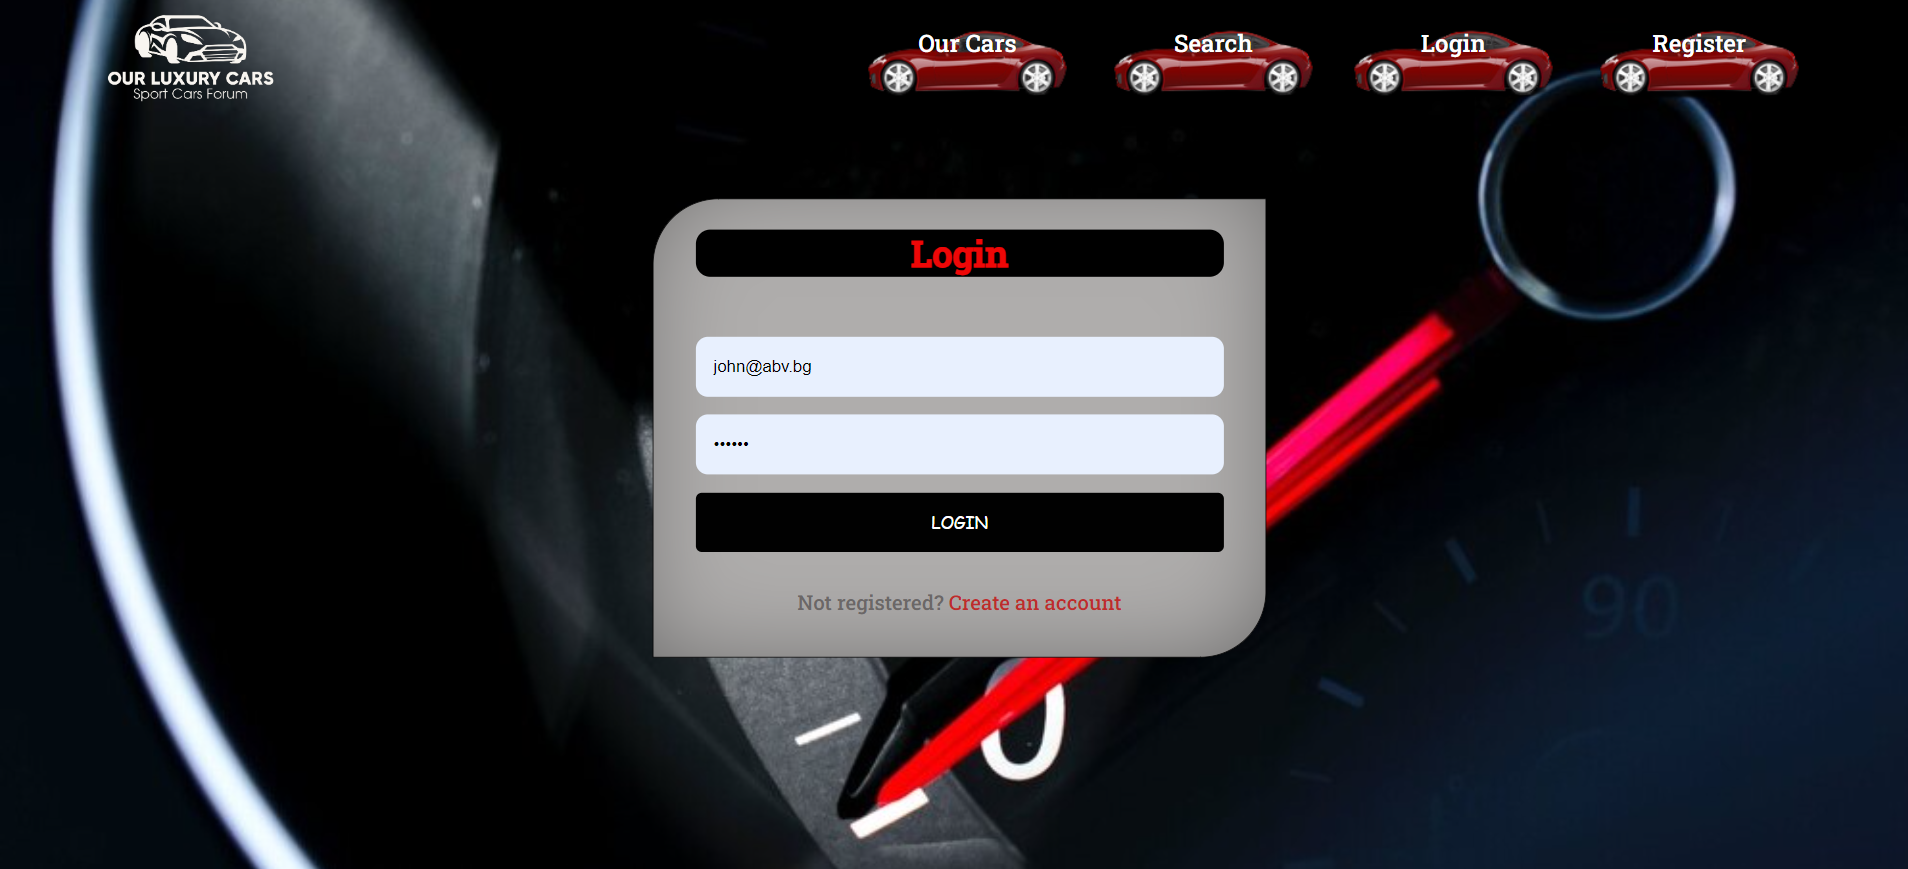 OUR LUXURY CARS
Sport Cars Forum
Our Cars
Search
Login
Register
Login
john@abv.bg
••••••
LOGIN
Not registered? Create an account
90
0